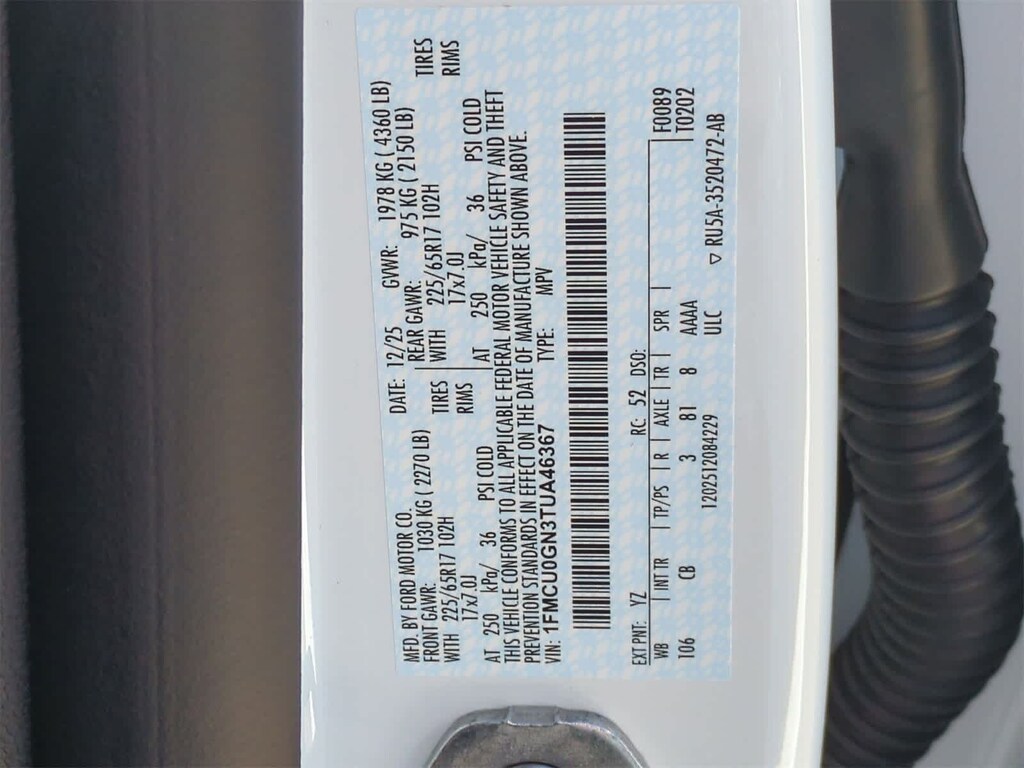 MFD. BY FORD MOTOR CO.
DATE: 12/25 GVWR: 1978 KG ( 4360 LB)
FRONT GAWR: 1030 KG ( 2270 LB)
REAR GAWR: 975 KG ( 2150 LB)
WITH 225/65R17 102H TIRES
WITH 225/65R17 102H TIRES
17x7.0J RIMS
17x7.0J RIMS
AT 250 kPa/ 36 PSI COLD
AT 250 kPa/ 36 PSI COLD
THIS VEHICLE CONFORMS TO ALL APPLICABLE FEDERAL MOTOR VEHICLE SAFETY AND THEFT
PREVENTION STANDARDS IN EFFECT ON THE DATE OF MANUFACTURE SHOWN ABOVE.
VIN: 1FMCU0GN3TUA46367 TYPE: MPV
EXT PNT: YZ RC: 52 DSO: F0089
WB | INT TR | TP/PS | R | AXLE | TR | SPR | T0202
106 CB 3 81 8 AAAA
1202512084229 ULC ▽ RU5A-3520472-AB